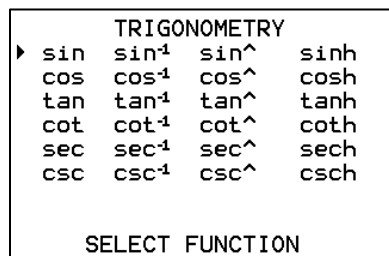 TRIGONOMETRY
sin sin⁻¹ sin^ sinh
cos cos⁻¹ cos^ cosh
tan tan⁻¹ tan^ tanh
cot cot⁻¹ cot^ coth
sec sec⁻¹ sec^ sech
csc csc⁻¹ csc^ csch
SELECT FUNCTION